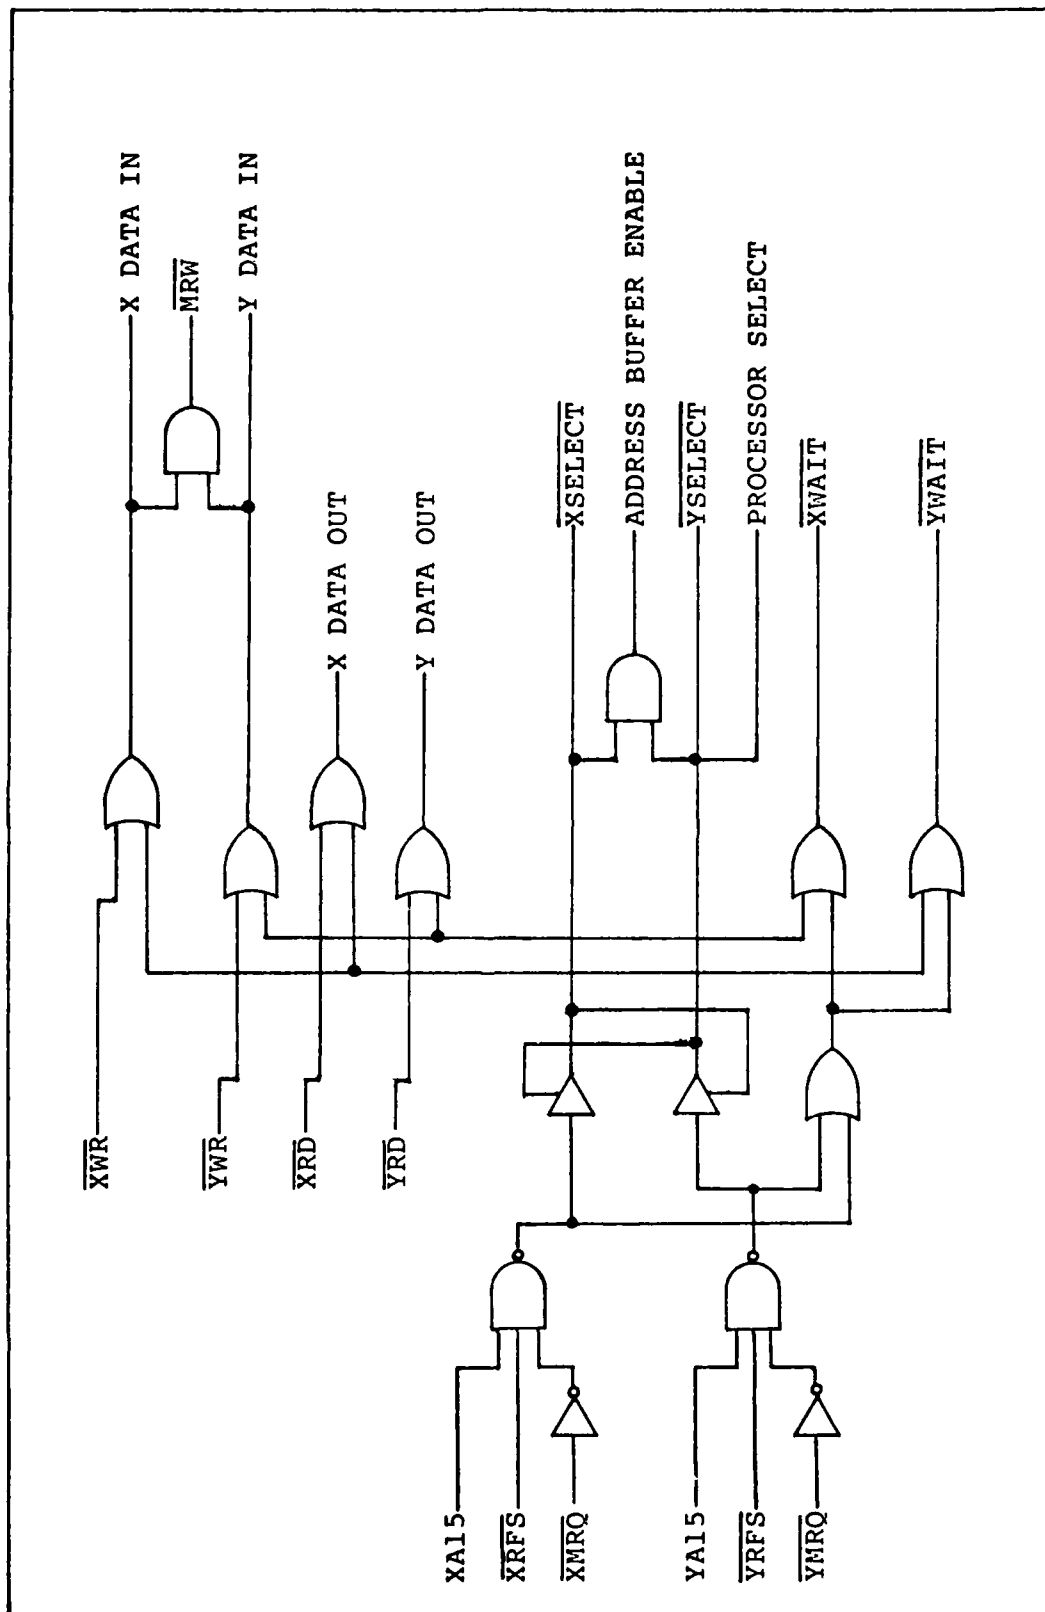 X DATA IN
MRW
Y DATA IN
X DATA OUT
Y DATA OUT
XSELECT
ADDRESS BUFFER ENABLE
YSELECT
PROCESSOR SELECT
XWAIT
YWAIT
XWR
YWR
XRD
YRD
XA15
XRFS
XMRQ
YA15
YRFS
YMRQ